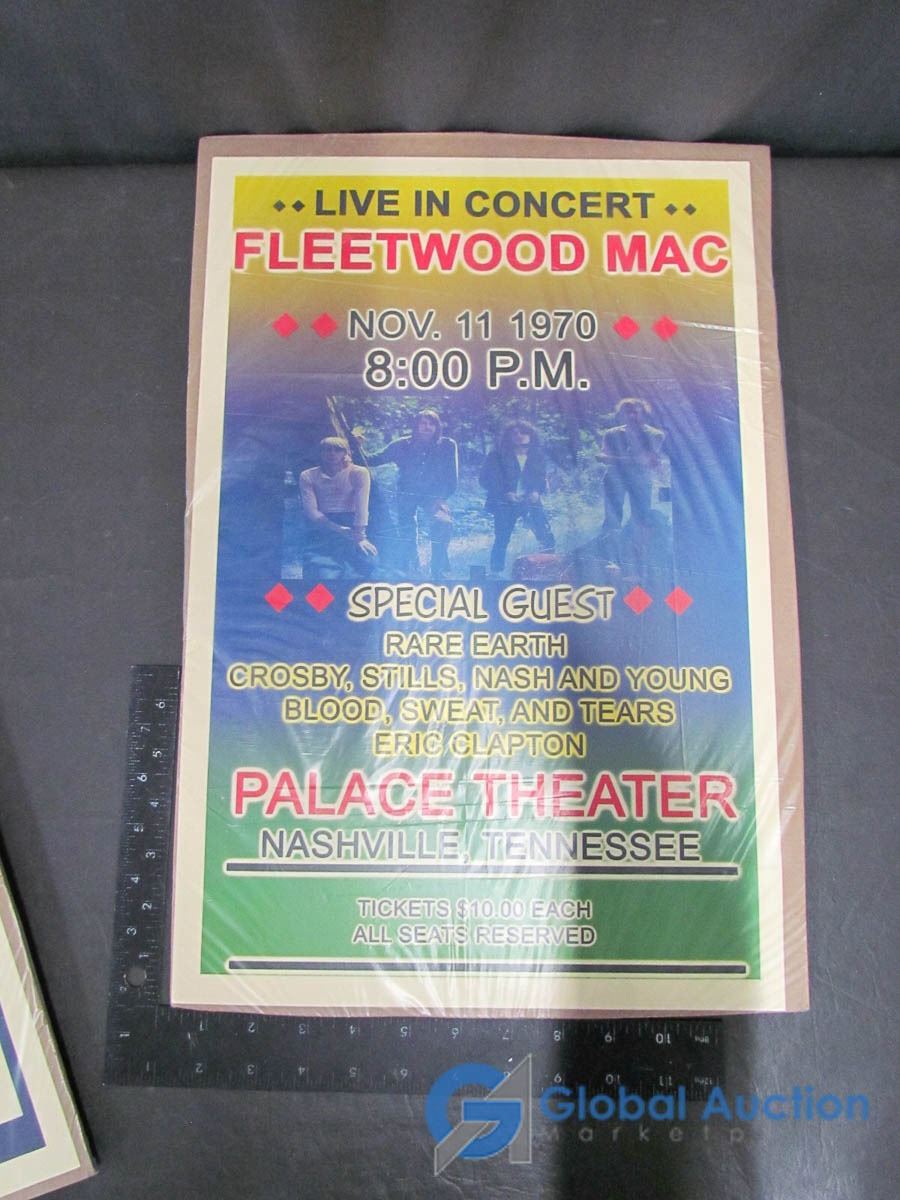 LIVE IN CONCERT
FLEETWOOD MAC
NOV. 11 1970
8:00 P.M.
SPECIAL GUEST
RARE EARTH
CROSBY, STILLS, NASH AND YOUNG
BLOOD, SWEAT, AND TEARS
ERIC CLAPTON
PALACE THEATER
NASHVILLE, TENNESSEE
TICKETS $10.00 EACH
ALL SEATS RESERVED
Global Auction